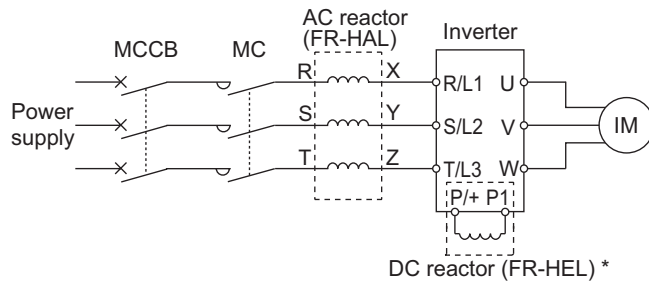 AC reactor
(FR-HAL)
Inverter
MCCB
MC
R
X
R/L1
U
Power
supply
S
Y
S/L2
V
IM
T
Z
T/L3
W
P/+
P1
DC reactor (FR-HEL) *